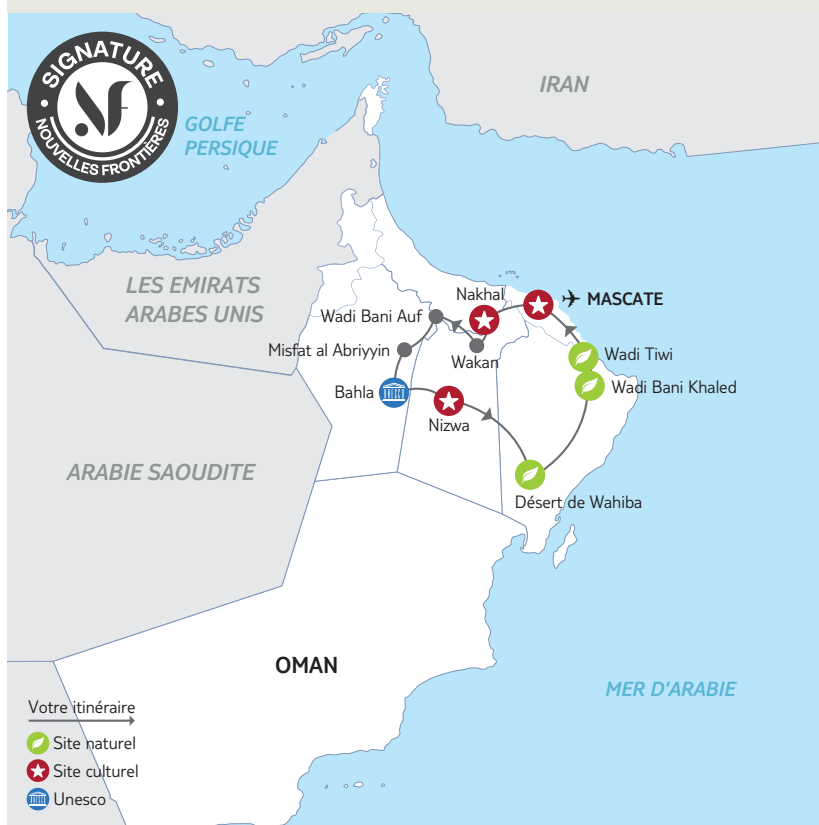 SIGNATURE
NOUVELLES FRONTIÈRES
IRAN
GOLFE
PERSIQUE
LES EMIRATS
ARABES UNIS
Nakhal
MASCATE
Wadi Bani Auf
Misfat al Abriyyin
Wakan
Wadi Tiwi
Bahla
Wadi Bani Khaled
Nizwa
ARABIE SAOUDITE
Désert de Wahiba
OMAN
MER D'ARABIE
Votre itinéraire
Site naturel
Site culturel
Unesco